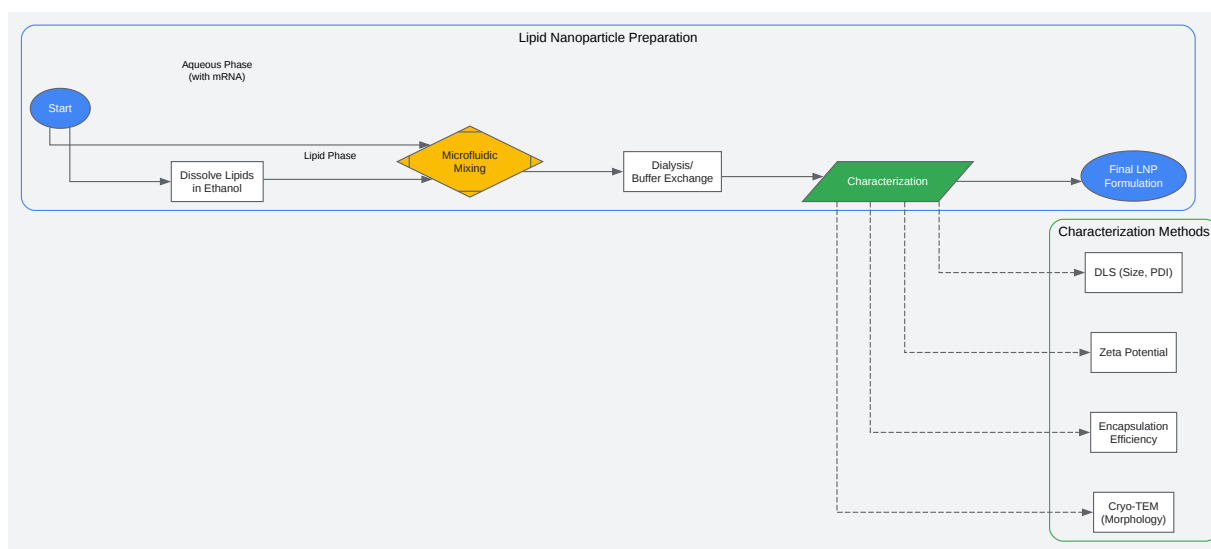 Lipid Nanoparticle Preparation
Aqueous Phase
(with mRNA)
Start
Lipid Phase
Dissolve Lipids
in Ethanol
Microfluidic
Mixing
Dialysis/
Buffer Exchange
Characterization
Final LNP
Formulation
Characterization Methods
DLS (Size, PDI)
Zeta Potential
Encapsulation
Efficiency
Cryo-TEM
(Morphology)